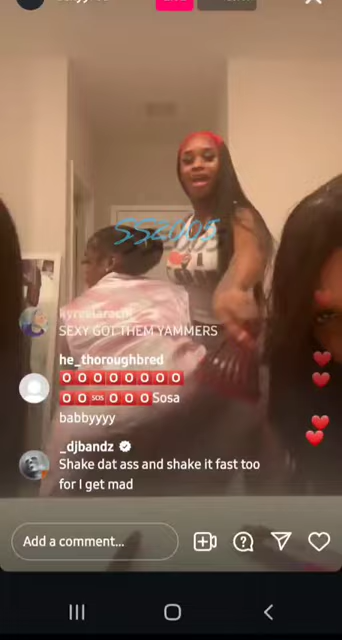 SSZ005
SEXY GOT THEM YAMMERS
he_thoroughbred
🅾️🅾️🅾️🅾️🅾️🅾️🅾️🅾️
🅾️🅾️🆘🅾️🅾️🅾️Sosa
babbyyyy
_djbandz
Shake dat ass and shake it fast too
for I get mad
Add a comment...